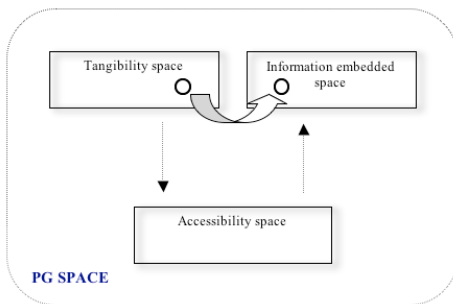 Tangibility space
Information embedded
space
Accessibility space
PG SPACE